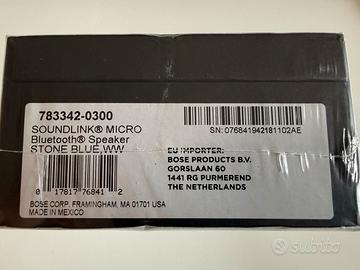 783342-0300
SOUNDLINK® MICRO
Bluetooth® Speaker
STONE BLUE,WW
0 17817 76841 2
BOSE CORP, FRAMINGHAM, MA 01701 USA
MADE IN MEXICO
SN: 076841942181102AE
EU IMPORTER:
BOSE PRODUCTS B.V.
GORSLAAN 60
1441 RG PURMEREND
THE NETHERLANDS
subito